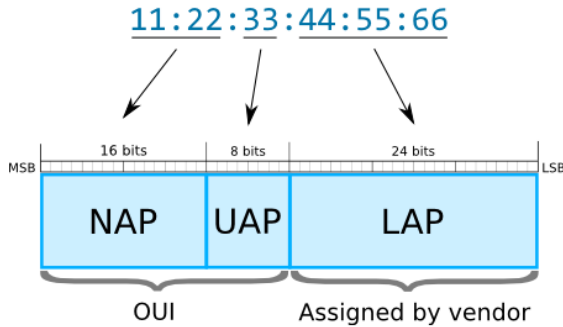 11:22:33:44:55:66
16 bits 8 bits 24 bits
MSB LSB
NAP UAP LAP
OUI Assigned by vendor